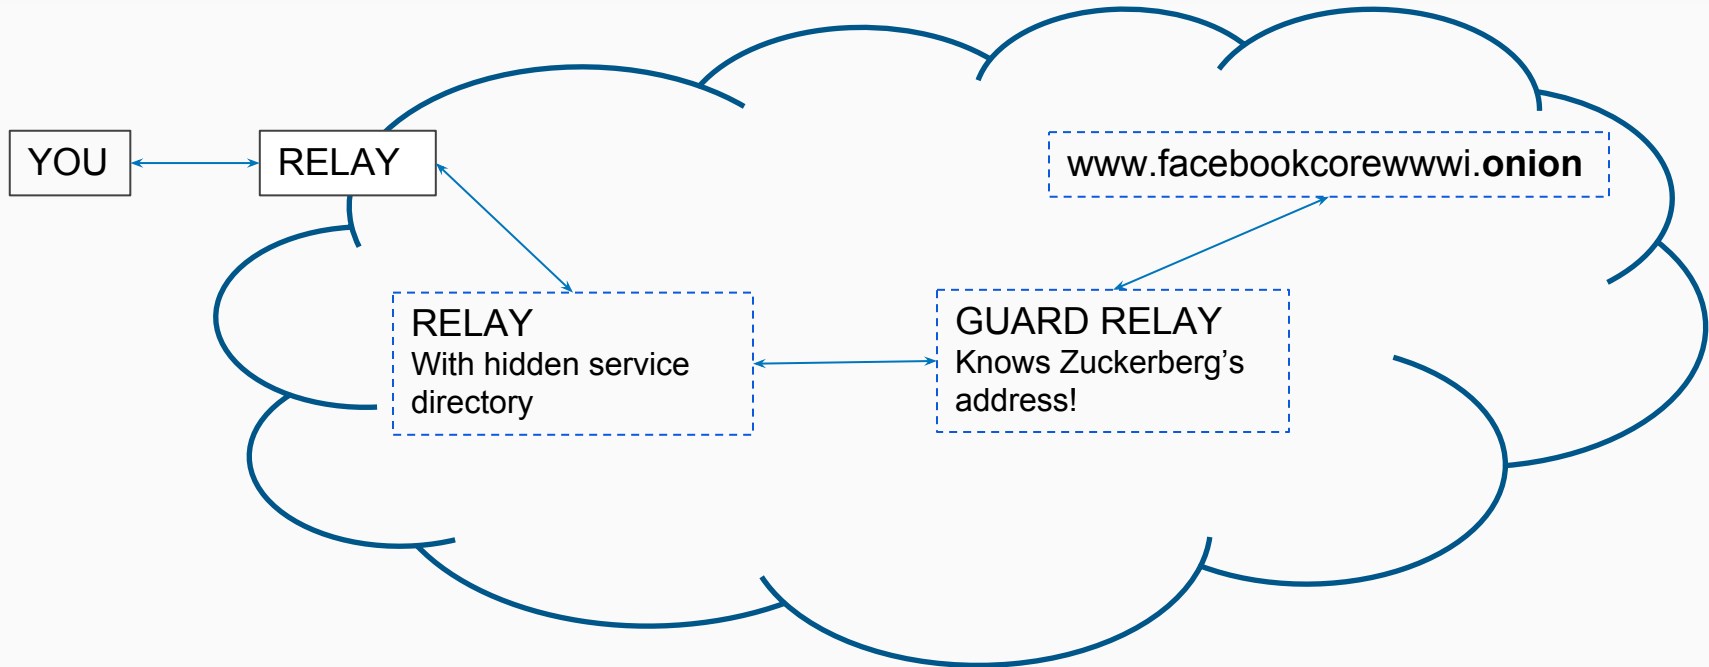 YOU
RELAY
www.facebookcorewwwi.onion
RELAY
With hidden service
directory
GUARD RELAY
Knows Zuckerberg’s
address!